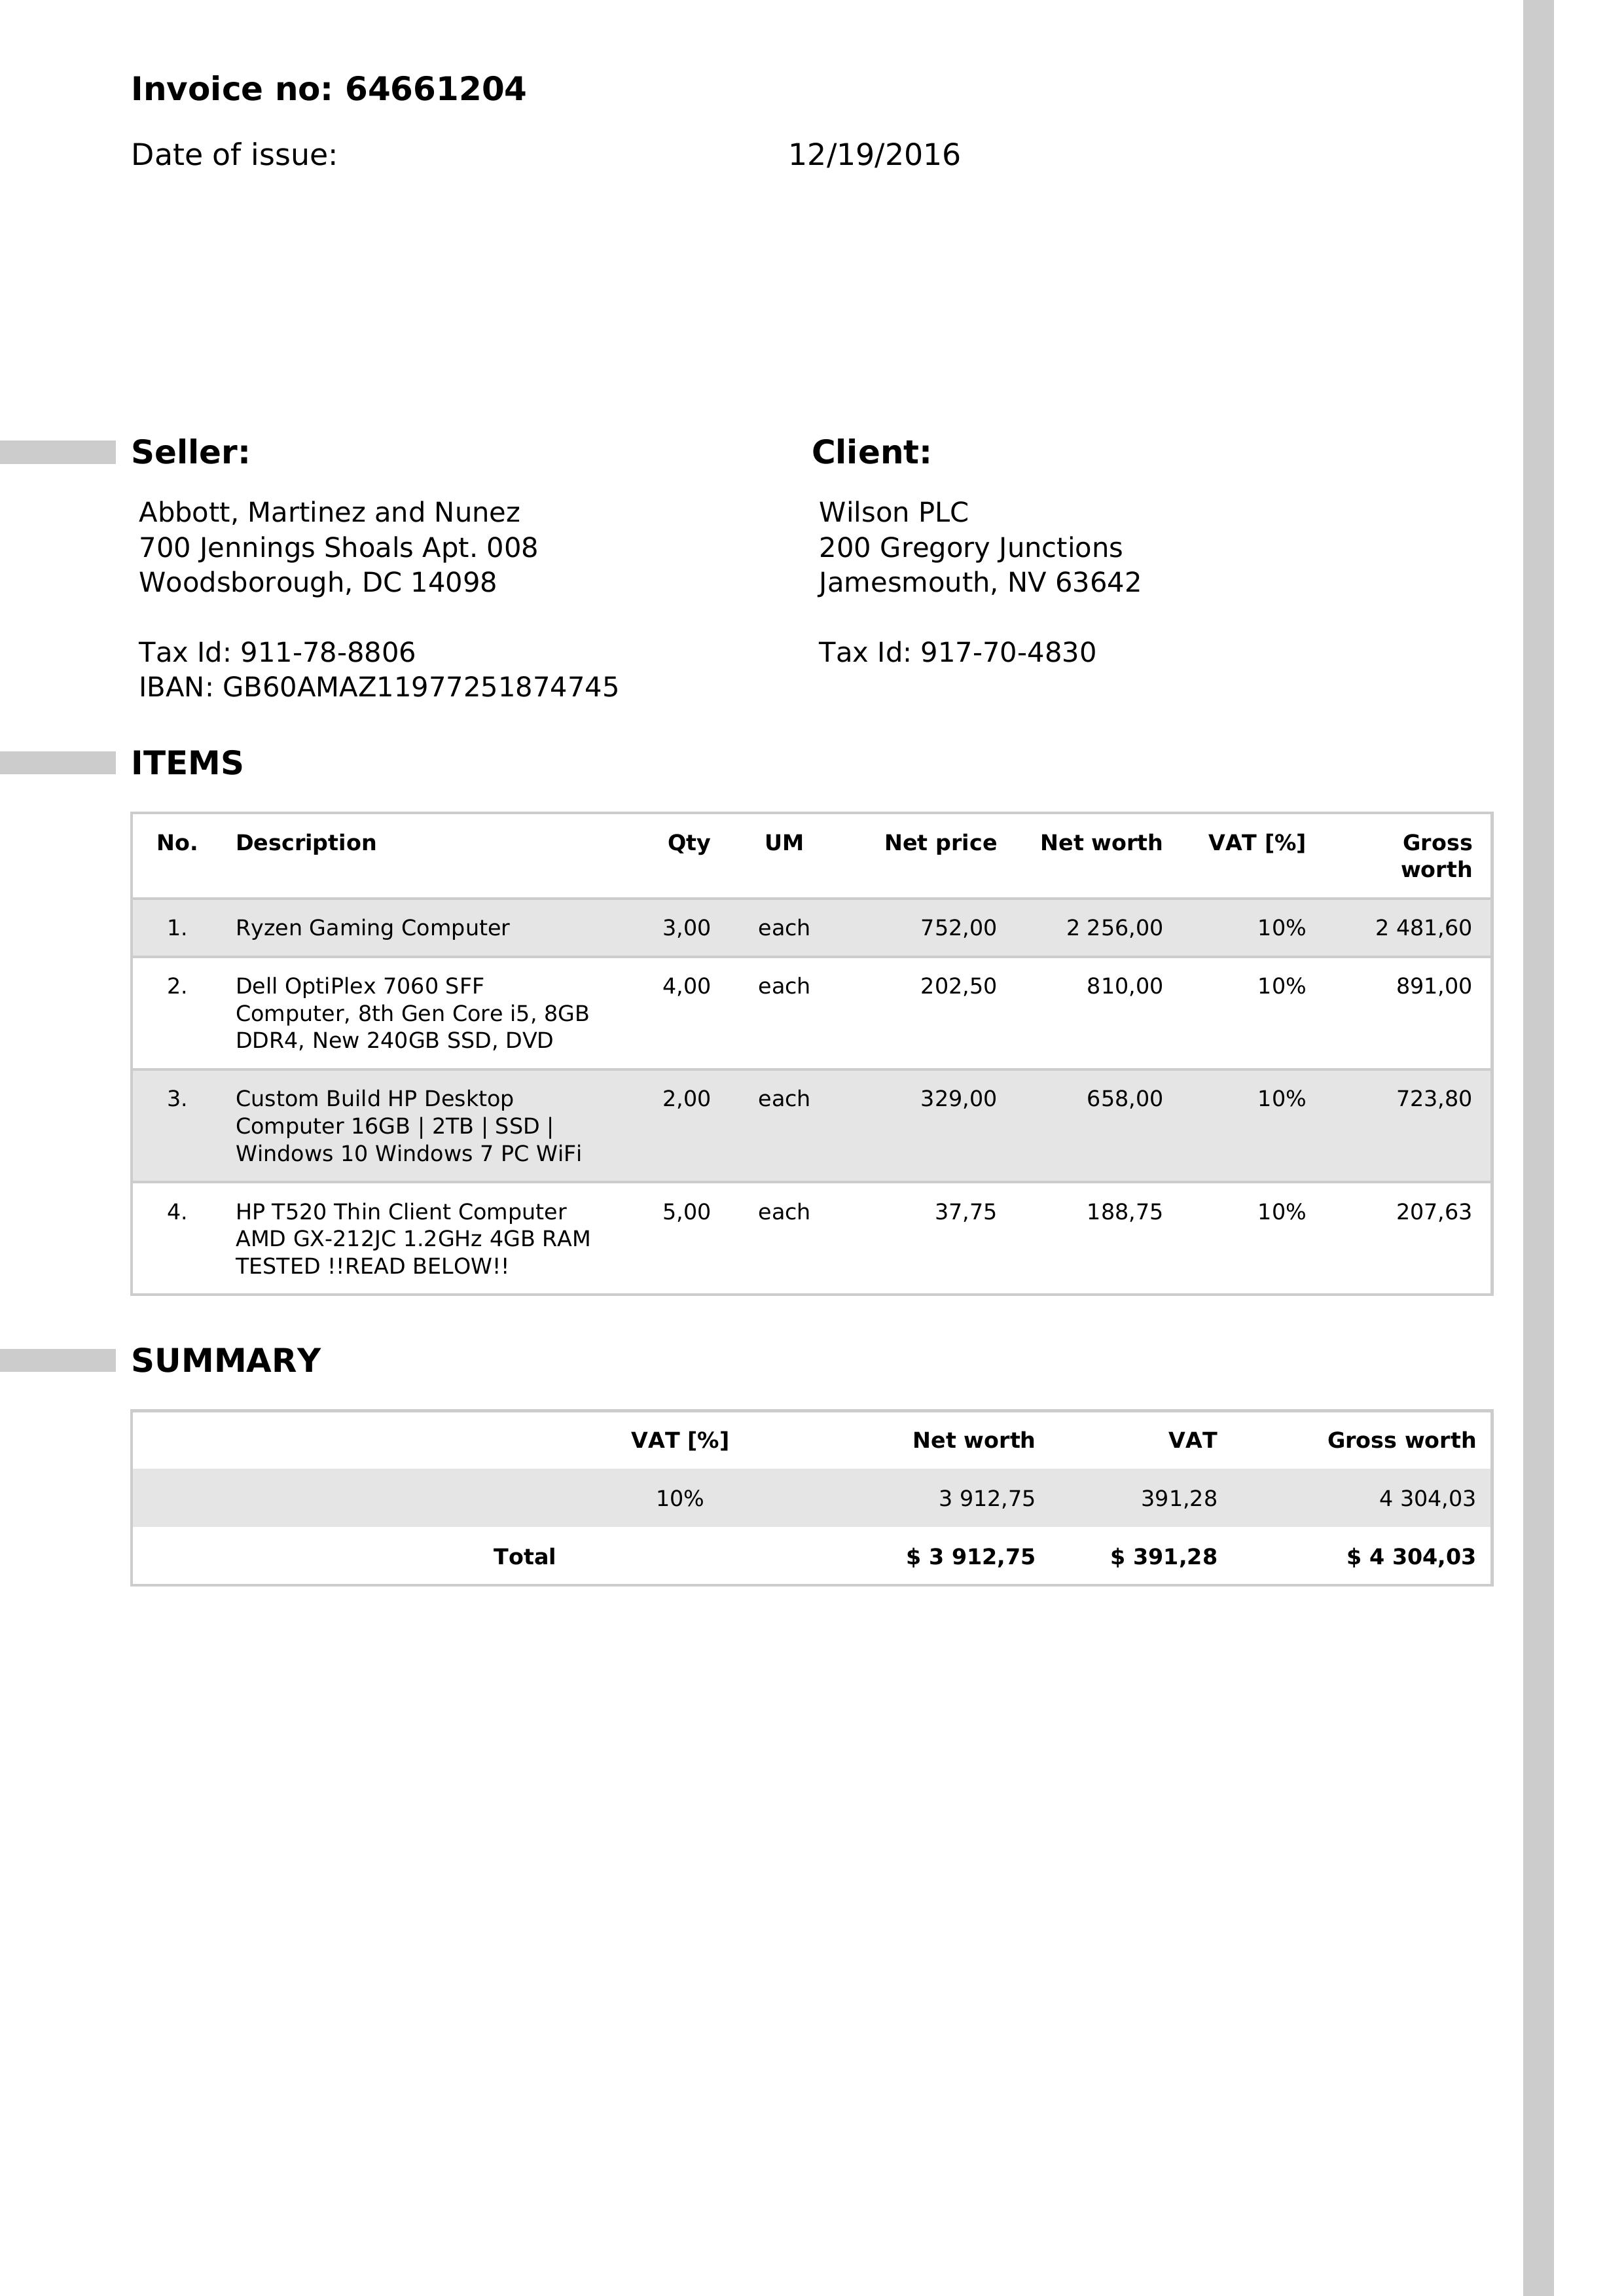 Invoice no: 64661204
Date of issue: 12/19/2016
Seller: Client:
Abbott, Martinez and Nunez Wilson PLC
700 Jennings Shoals Apt. 008 200 Gregory Junctions
Woodsborough, DC 14098 Jamesmouth, NV 63642
Tax Id: 911-78-8806 Tax Id: 917-70-4830
IBAN: GB60AMAZ11977251874745
ITEMS
No. Description Qty UM Net price Net worth VAT [%] Gross
worth
1. Ryzen Gaming Computer 3,00 each 752,00 2 256,00 10% 2 481,60
2. Dell OptiPlex 7060 SFF 4,00 each 202,50 810,00 10% 891,00
Computer, 8th Gen Core i5, 8GB
DDR4, New 240GB SSD, DVD
3. Custom Build HP Desktop 2,00 each 329,00 658,00 10% 723,80
Computer 16GB | 2TB | SSD |
Windows 10 Windows 7 PC WiFi
4. HP T520 Thin Client Computer 5,00 each 37,75 188,75 10% 207,63
AMD GX-212JC 1.2GHz 4GB RAM
TESTED !!READ BELOW!!
SUMMARY
VAT [%] Net worth VAT Gross worth
10% 3 912,75 391,28 4 304,03
Total $ 3 912,75 $ 391,28 $ 4 304,03